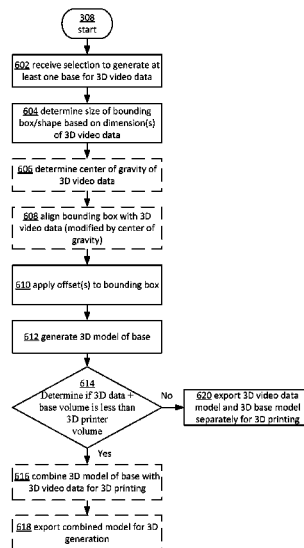 308
start
602 receive selection to generate at
least one base for 3D video data
604 determine size of bounding
box/shape based on dimension(s)
of 3D video data
606 determine center of gravity of
3D video data
608 align bounding box with 3D
video data (modified by center of
gravity)
610 apply offset(s) to bounding box
612 generate 3D model of base
614
Determine if 3D data +
base volume is less than
3D printer
volume
No
620 export 3D video data
model and 3D base model
separately for 3D printing
Yes
616 combine 3D model of base with
3D video data for 3D printing
618 export combined model for 3D
generation